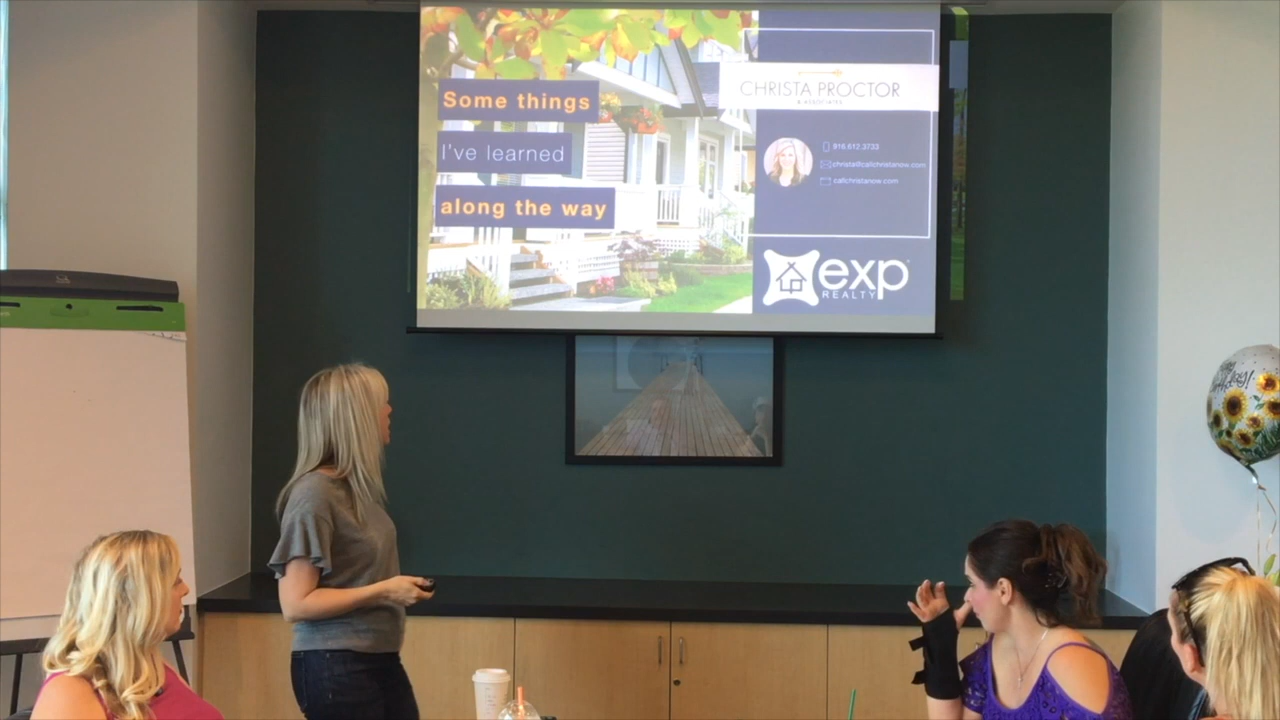 Some things
I've learned
along the way
CHRISTA PROCTOR
& ASSOCIATES
916.612.3733
christa@callchristanow.com
callchristanow.com
exp
REALTY